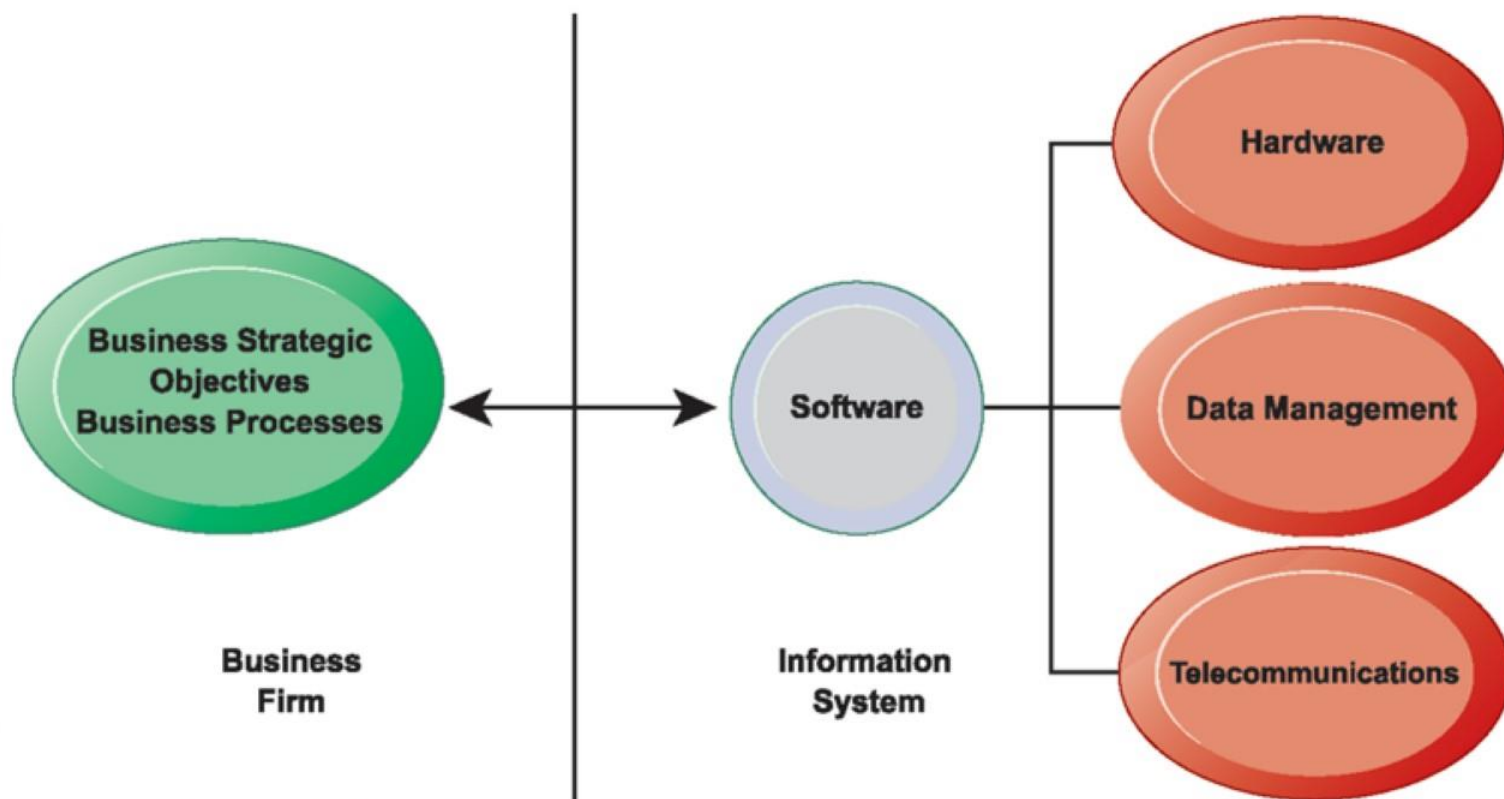 Business Strategic
Objectives
Business Processes
Business
Firm
Software
Information
System
Hardware
Data Management
Telecommunications